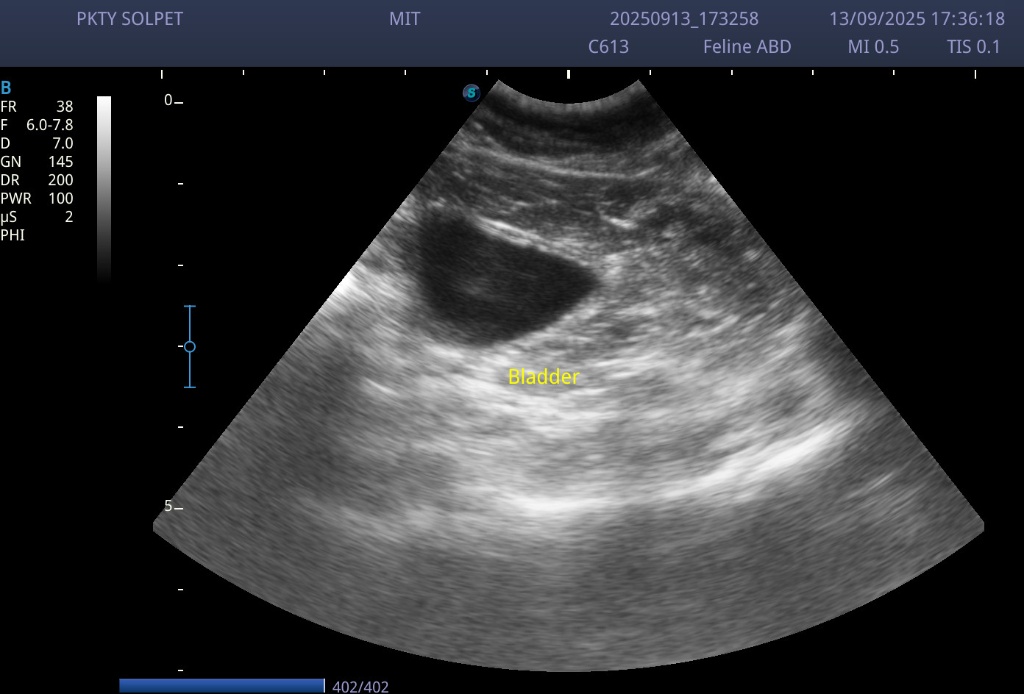 PKTY SOLPET MIT 20250913_173258 13/09/2025 17:36:18
C613 Feline ABD MI 0.5 TIS 0.1
B
FR 38
F 6.0-7.8
D 7.0
GN 145
DR 200
PWR 100
µS 2
PHI
S
0
Bladder
5
402/402